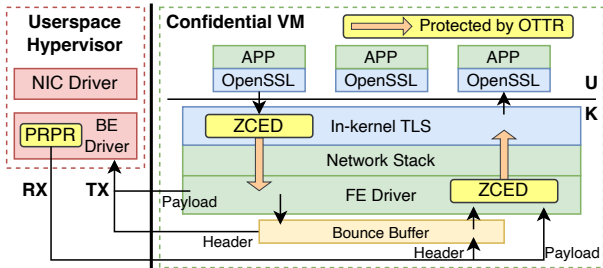 Userspace
Hypervisor
NIC Driver
PRPR
BE
Driver
RX
TX
Confidential VM
Protected by OTTR
APP
OpenSSL
APP
OpenSSL
APP
OpenSSL
U
K
ZCED
In-kernel TLS
Network Stack
FE Driver
ZCED
Payload
Bounce Buffer
Header
Header
Payload